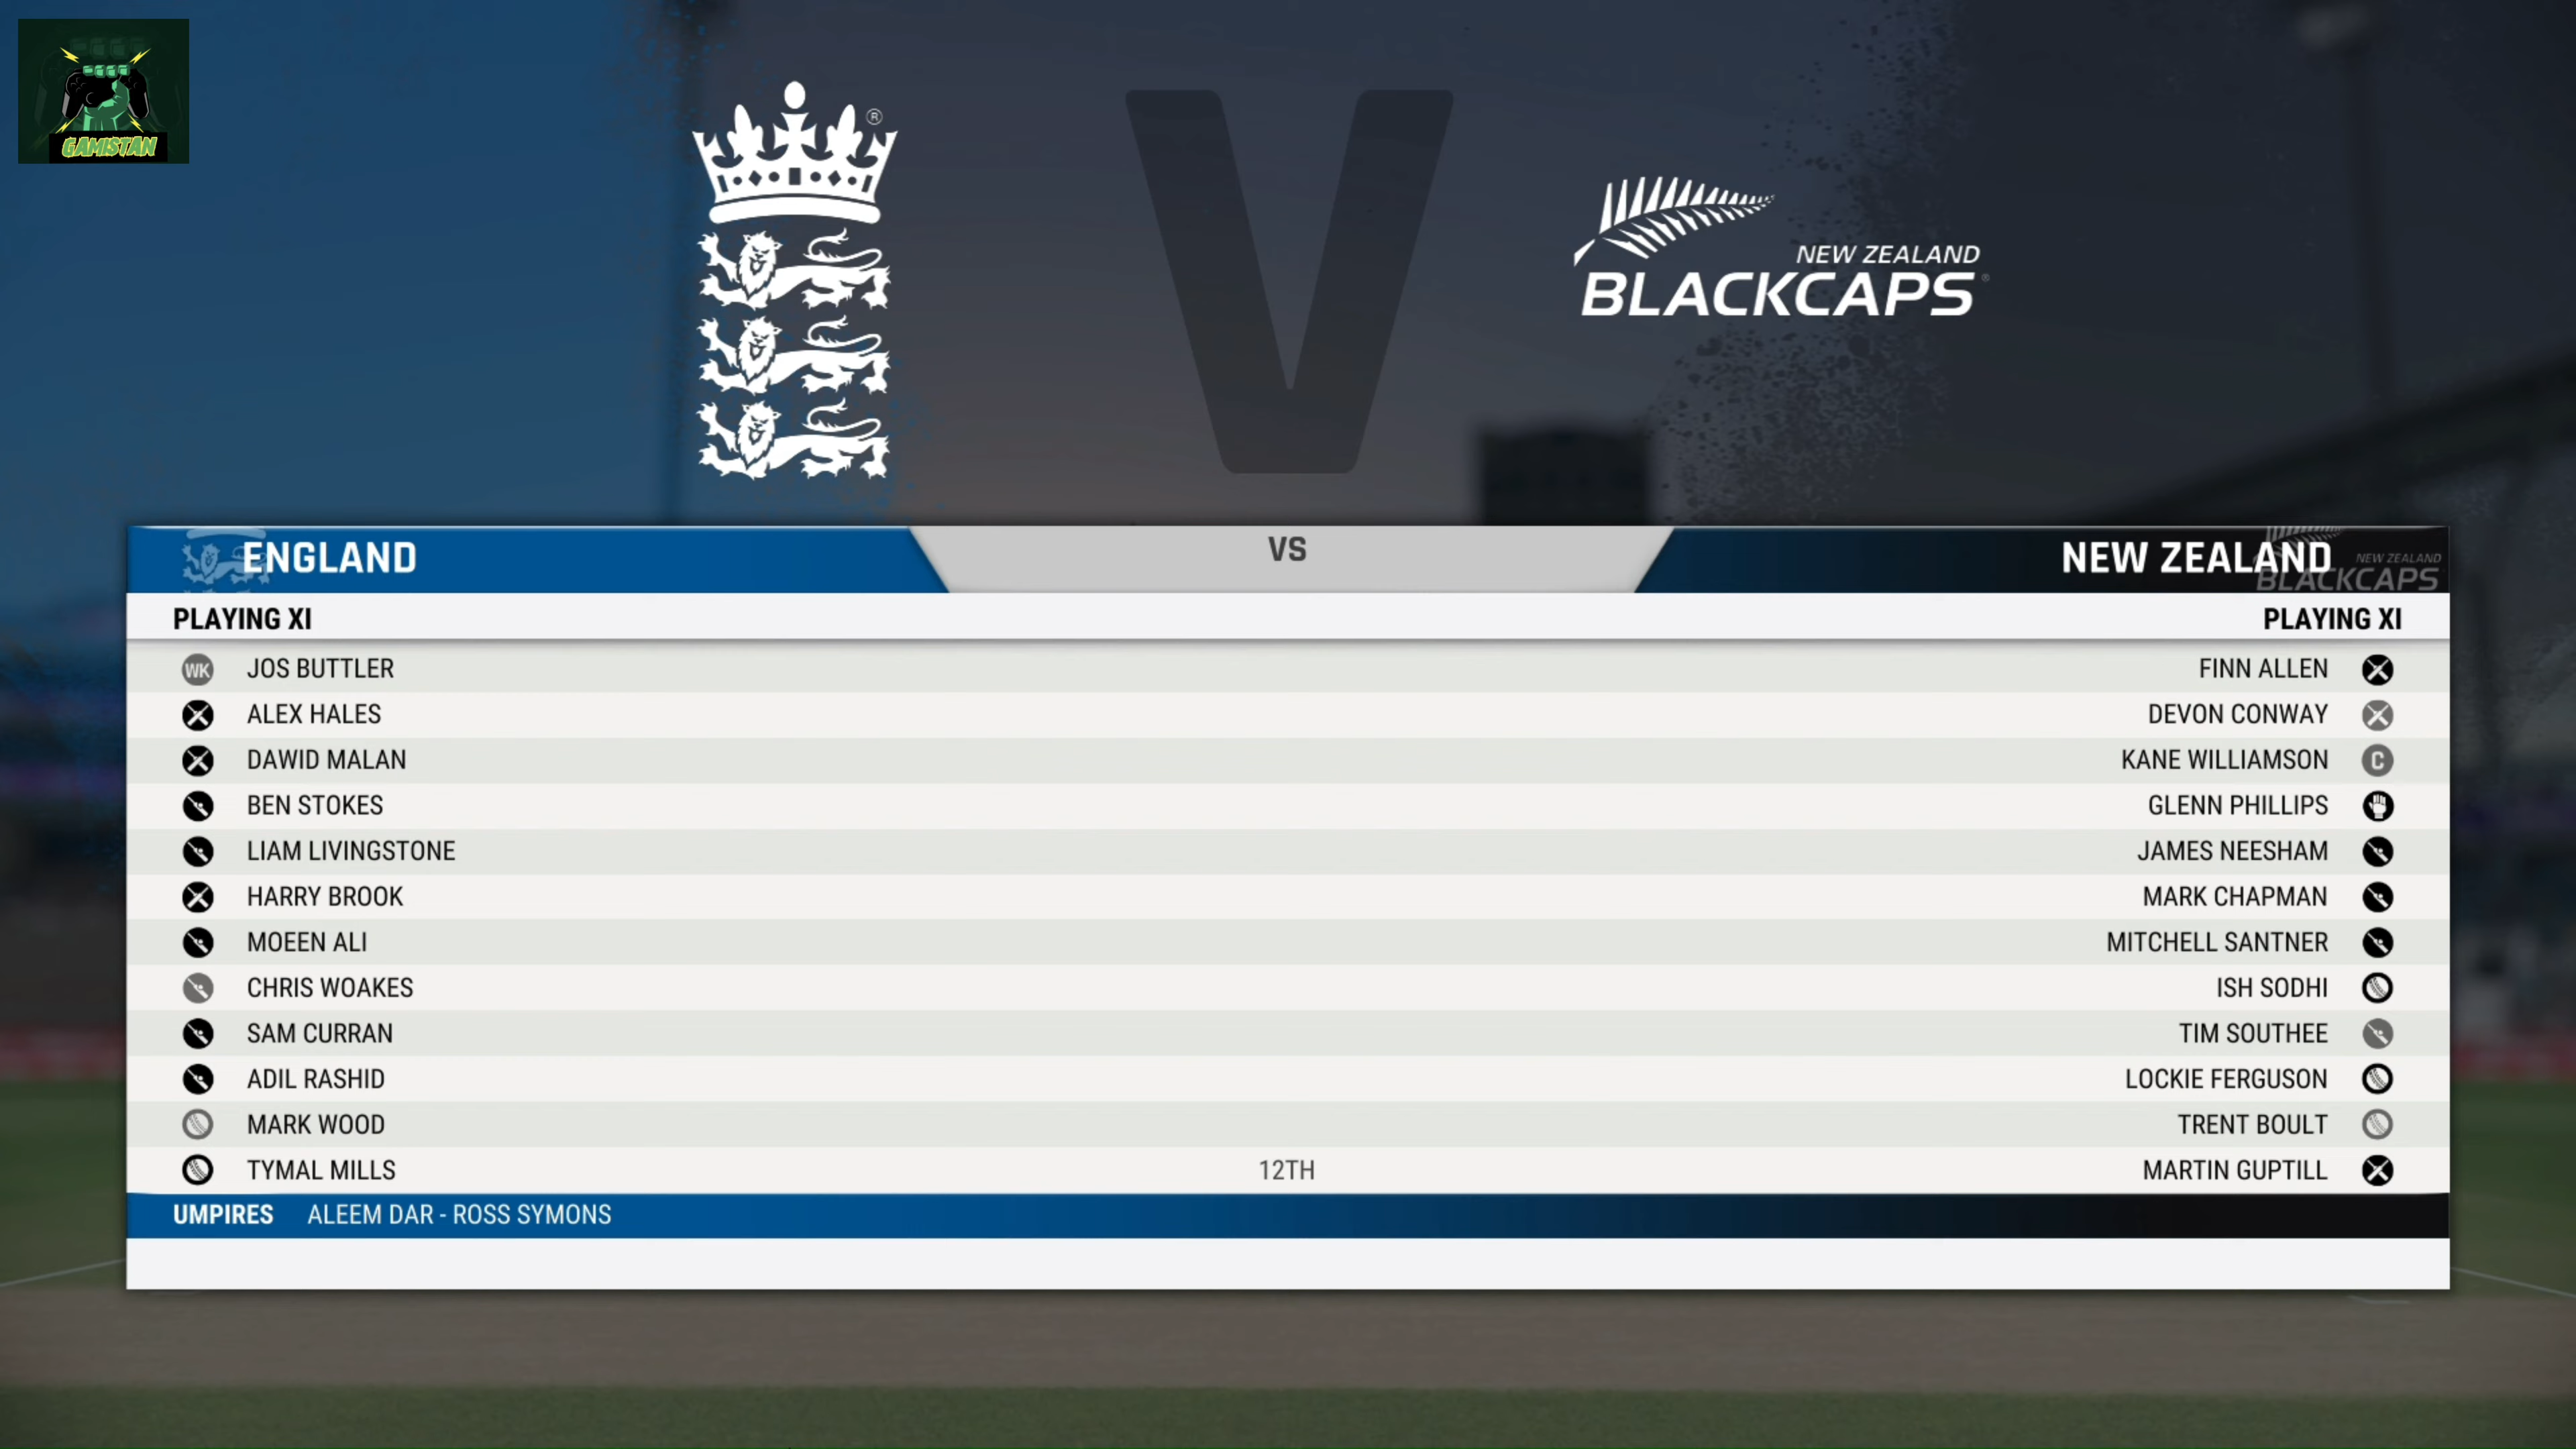 GAMISTAN
®
V
NEW ZEALAND
BLACKCAPS
ENGLAND VS NEW ZEALAND NEW ZEALAND BLACKCAPS
PLAYING XI PLAYING XI
WK JOS BUTTLER FINN ALLEN
ALEX HALES DEVON CONWAY
DAWID MALAN KANE WILLIAMSON C
BEN STOKES GLENN PHILLIPS
LIAM LIVINGSTONE JAMES NEESHAM
HARRY BROOK MARK CHAPMAN
MOEEN ALI MITCHELL SANTNER
CHRIS WOAKES ISH SODHI
SAM CURRAN TIM SOUTHEE
ADIL RASHID LOCKIE FERGUSON
MARK WOOD TRENT BOULT
TYMAL MILLS 12TH MARTIN GUPTILL
UMPIRES ALEEM DAR - ROSS SYMONS